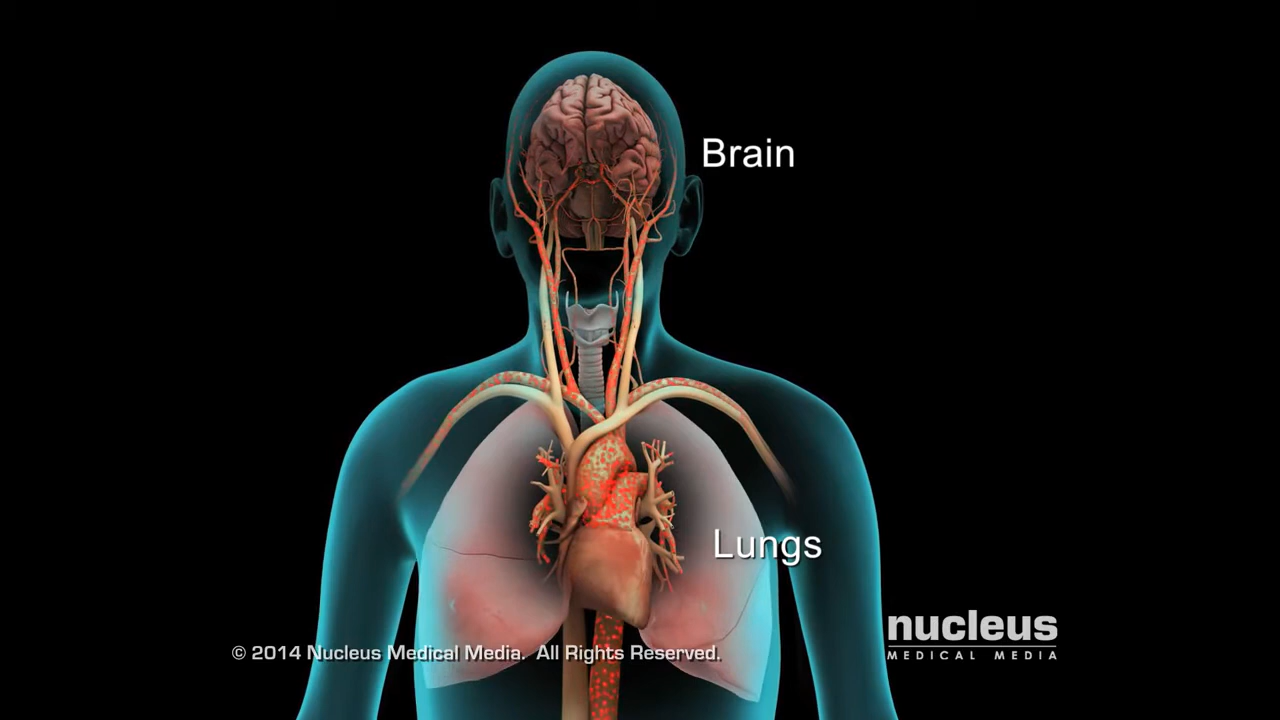 Brain
Lungs
nucleus
MEDICAL MEDIA
© 2014 Nucleus Medical Media. All Rights Reserved.